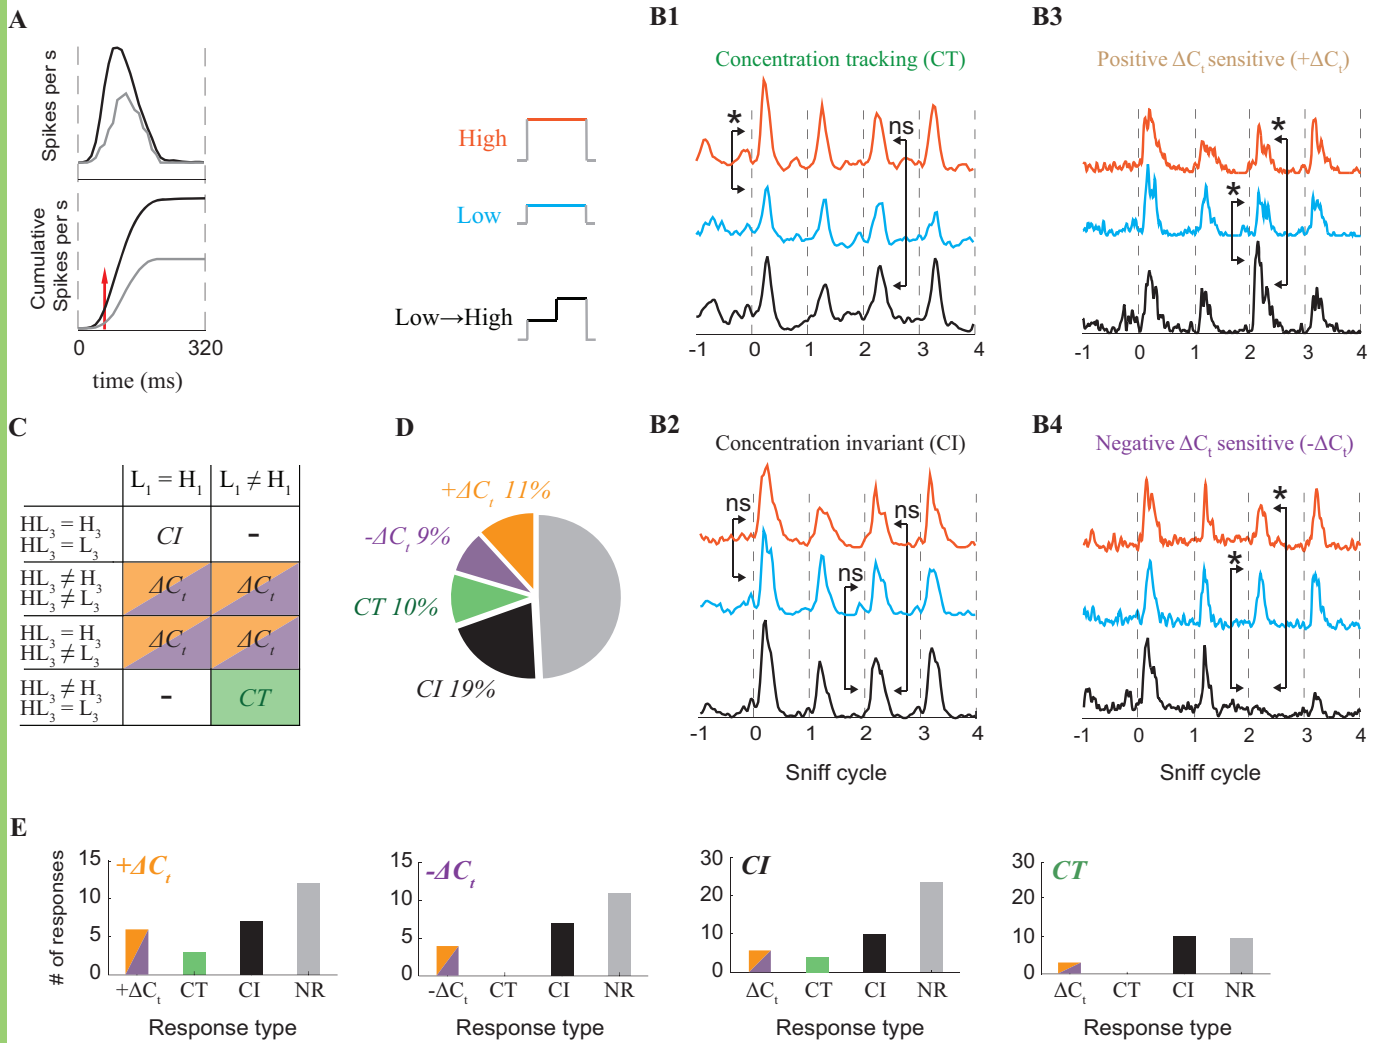 A
Spikes per s
Cumulative
Spikes per s
0 320
time (ms)
High
Low
Low→High
B1
Concentration tracking (CT)
*
ns
-1 0 1 2 3 4
B3
Positive ΔCt sensitive (+ΔCt)
*
*
-1 0 1 2 3 4
C
L1 = H1 L1 ≠ H1
HL3 = H3
HL3 = L3
CI -
HL3 ≠ H3
HL3 ≠ L3
ΔCt ΔCt
HL3 = H3
HL3 ≠ L3
ΔCt ΔCt
HL3 ≠ H3
HL3 = L3
- CT
D
+ΔCt 11%
-ΔCt 9%
CT 10%
CI 19%
B2
Concentration invariant (CI)
ns
ns
ns
-1 0 1 2 3 4
Sniff cycle
B4
Negative ΔCt sensitive (-ΔCt)
*
*
-1 0 1 2 3 4
Sniff cycle
E
# of responses
+ΔCt
15
10
5
0
+ΔCt CT CI NR
Response type
-ΔCt
15
10
5
0
-ΔCt CT CI NR
Response type
CI
30
20
10
0
ΔCt CT CI NR
Response type
CT
30
20
10
0
ΔCt CT CI NR
Response type